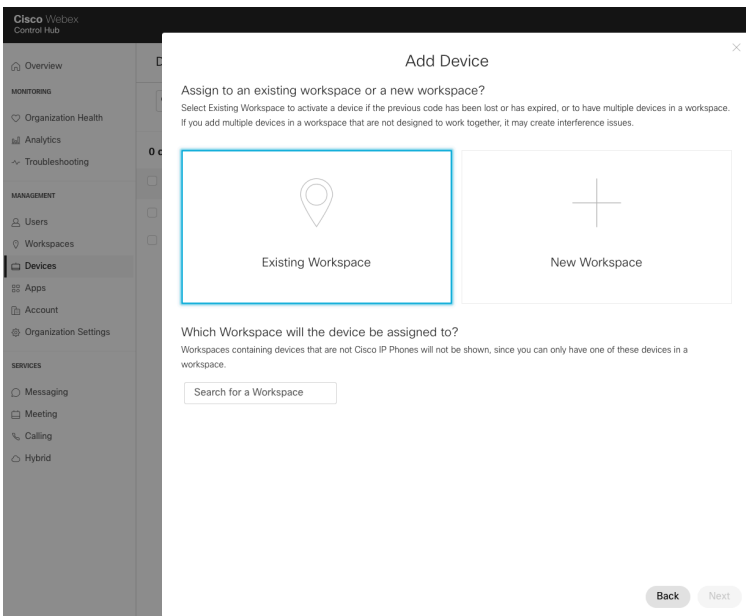 Cisco Webex
Control Hub
Overview
MONITORING
Organization Health
Analytics
Troubleshooting
MANAGEMENT
Users
Workspaces
Devices
Apps
Account
Organization Settings
SERVICES
Messaging
Meeting
Calling
Hybrid
D
0 d
Add Device
Assign to an existing workspace or a new workspace?
Select Existing Workspace to activate a device if the previous code has been lost or has expired, or to have multiple devices in a workspace.
If you add multiple devices in a workspace that are not designed to work together, it may create interference issues.
Existing Workspace
New Workspace
Which Workspace will the device be assigned to?
Workspaces containing devices that are not Cisco IP Phones will not be shown, since you can only have one of these devices in a
workspace.
Search for a Workspace
Back
Next